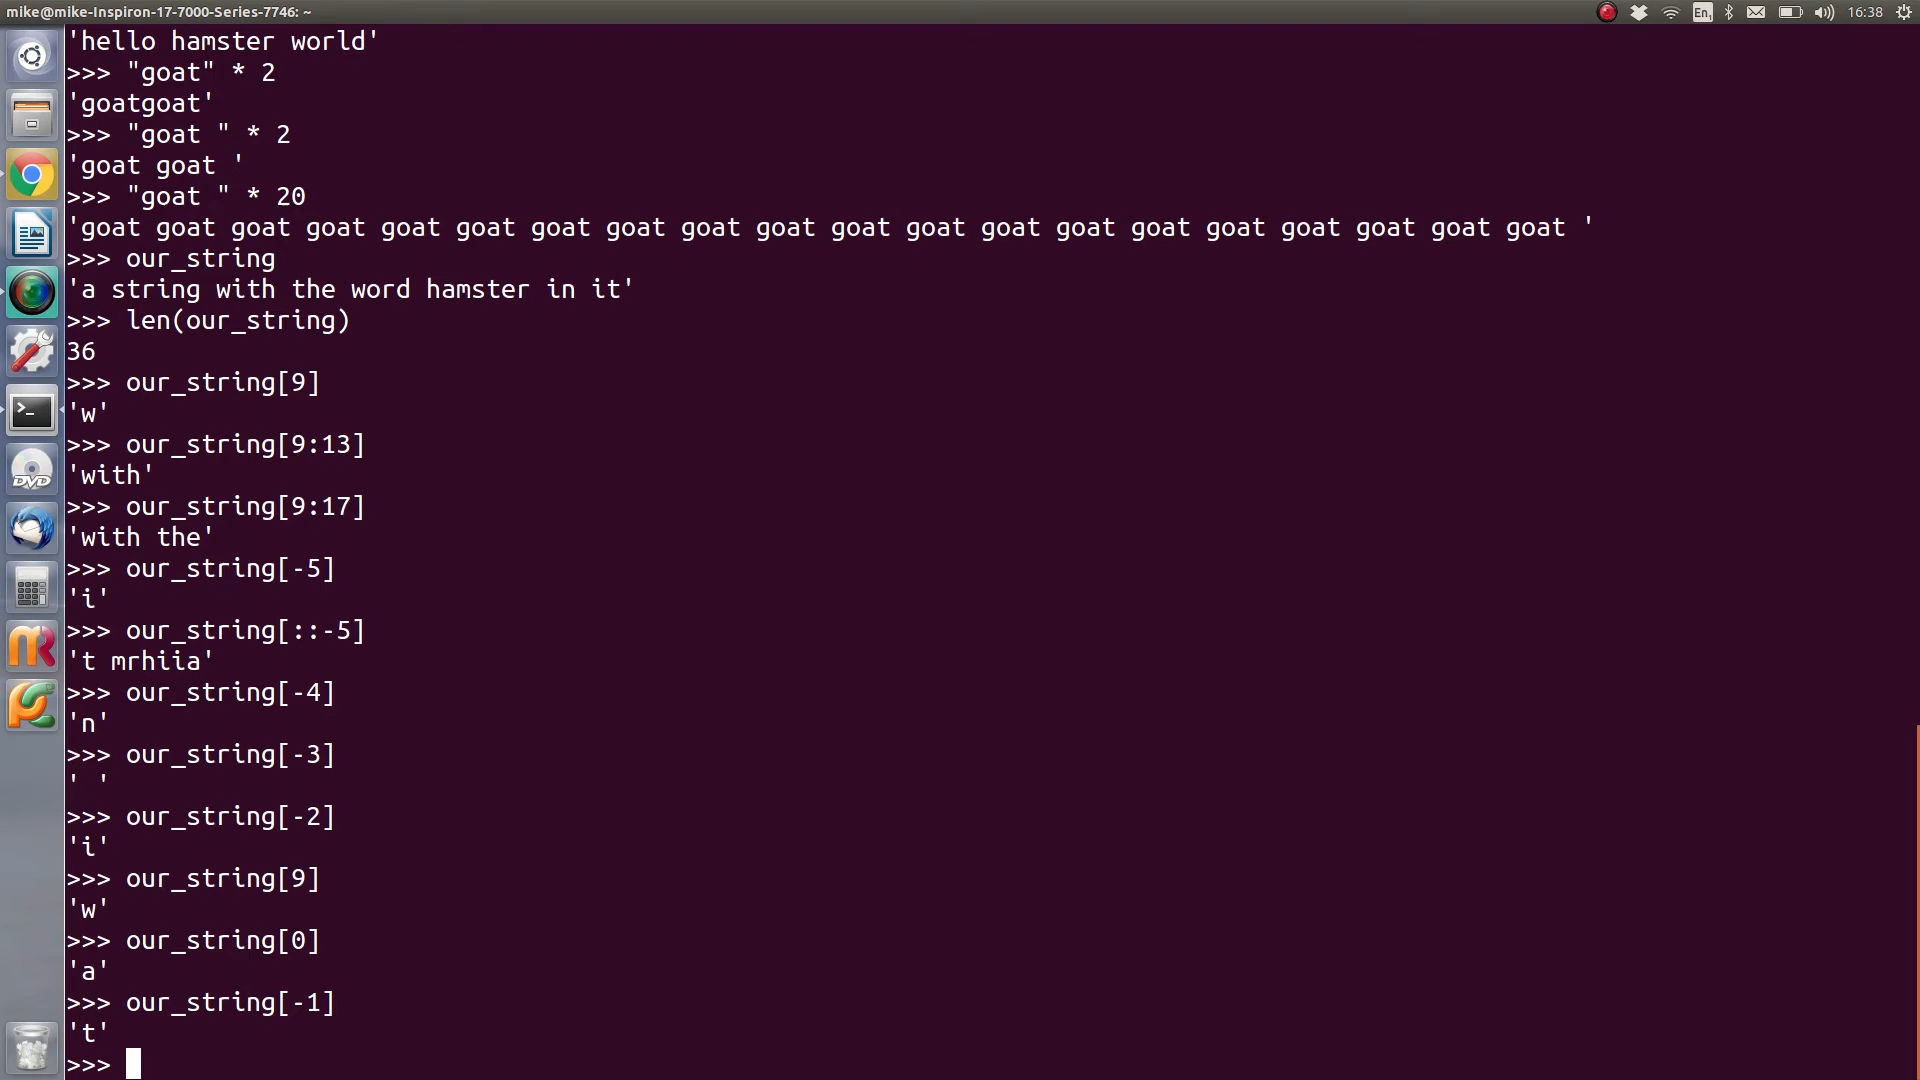 mike@mike-Inspiron-17-7000-Series-7746: ~
En1
16:38
'hello hamster world'
>>> "goat" * 2
'goatgoat'
>>> "goat " * 2
'goat goat '
>>> "goat " * 20
'goat goat goat goat goat goat goat goat goat goat goat goat goat goat goat goat goat goat goat goat '
>>> our_string
'a string with the word hamster in it'
>>> len(our_string)
36
>>> our_string[9]
'w'
>>> our_string[9:13]
'with'
>>> our_string[9:17]
'with the'
>>> our_string[-5]
'i'
>>> our_string[::-5]
't mrhiia'
>>> our_string[-4]
'n'
>>> our_string[-3]
' '
>>> our_string[-2]
'i'
>>> our_string[9]
'w'
>>> our_string[0]
'a'
>>> our_string[-1]
't'
>>>
DVD